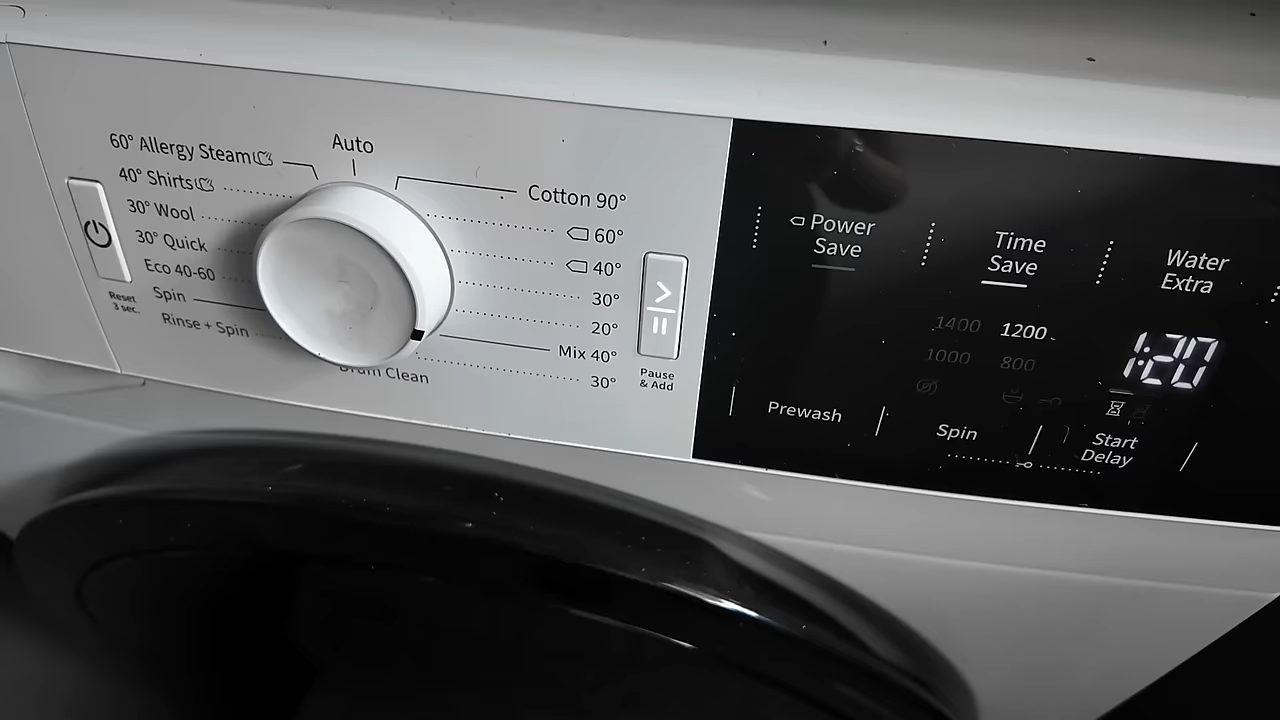 Auto
60° Allergy Steam
40° Shirts
30° Wool
30° Quick
Eco 40-60
Spin
Rinse + Spin
Drum Clean
Cotton 90°
60°
40°
30°
20°
Mix 40°
30°
Reset
3 sec.
Pause
& Add
Power
Save
Time
Save
Water
Extra
1400 1200
1000 800
1:20
Prewash
Spin
Start
Delay